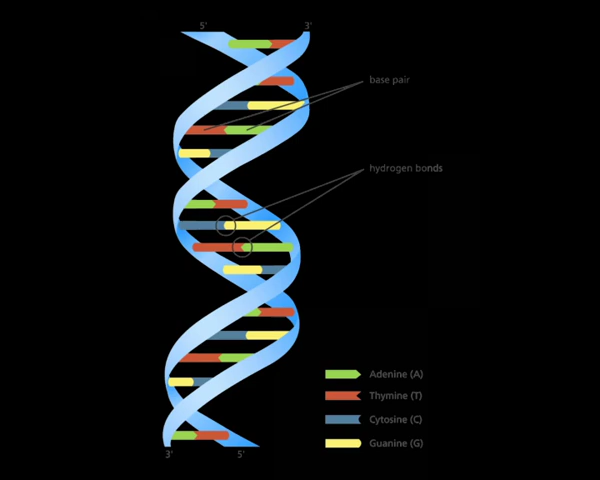 5' 3'
base pair
hydrogen bonds
Adenine (A)
Thymine (T)
Cytosine (C)
Guanine (G)
3' 5'